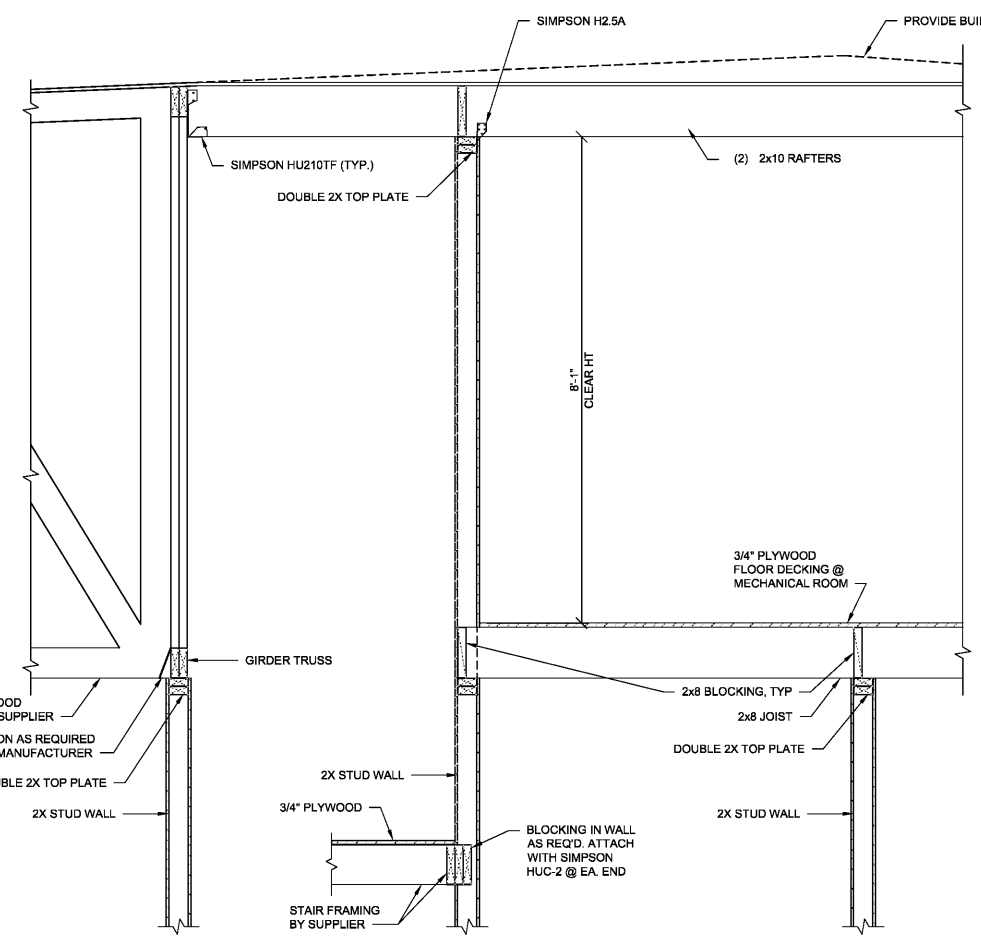 SIMPSON H2.5A
PROVIDE BUI
SIMPSON HU210TF (TYP.)
(2) 2x10 RAFTERS
DOUBLE 2X TOP PLATE
8'-1"
CLEAR HT
3/4" PLYWOOD
FLOOR DECKING @
MECHANICAL ROOM
GIRDER TRUSS
OOD
SUPPLIER
2x8 BLOCKING, TYP
2x8 JOIST
ON AS REQUIRED
MANUFACTURER
DOUBLE 2X TOP PLATE
UBLE 2X TOP PLATE
2X STUD WALL
2X STUD WALL
3/4" PLYWOOD
2X STUD WALL
BLOCKING IN WALL
AS REQ'D. ATTACH
WITH SIMPSON
HUC-2 @ EA. END
STAIR FRAMING
BY SUPPLIER